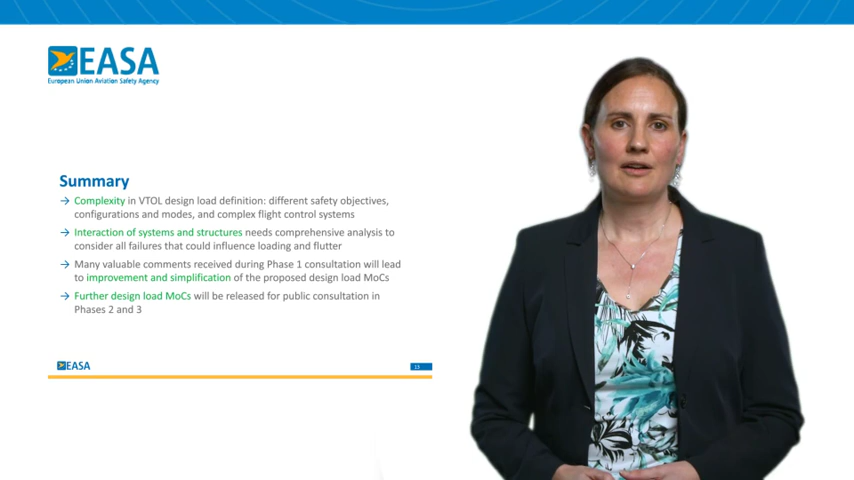 EASA
European Union Aviation Safety Agency
Summary
→ Complexity in VTOL design load definition: different safety objectives,
configurations and modes, and complex flight control systems
→ Interaction of systems and structures needs comprehensive analysis to
consider all failures that could influence loading and flutter
→ Many valuable comments received during Phase 1 consultation will lead
to improvement and simplification of the proposed design load MoCs
→ Further design load MoCs will be released for public consultation in
Phases 2 and 3
EASA
13